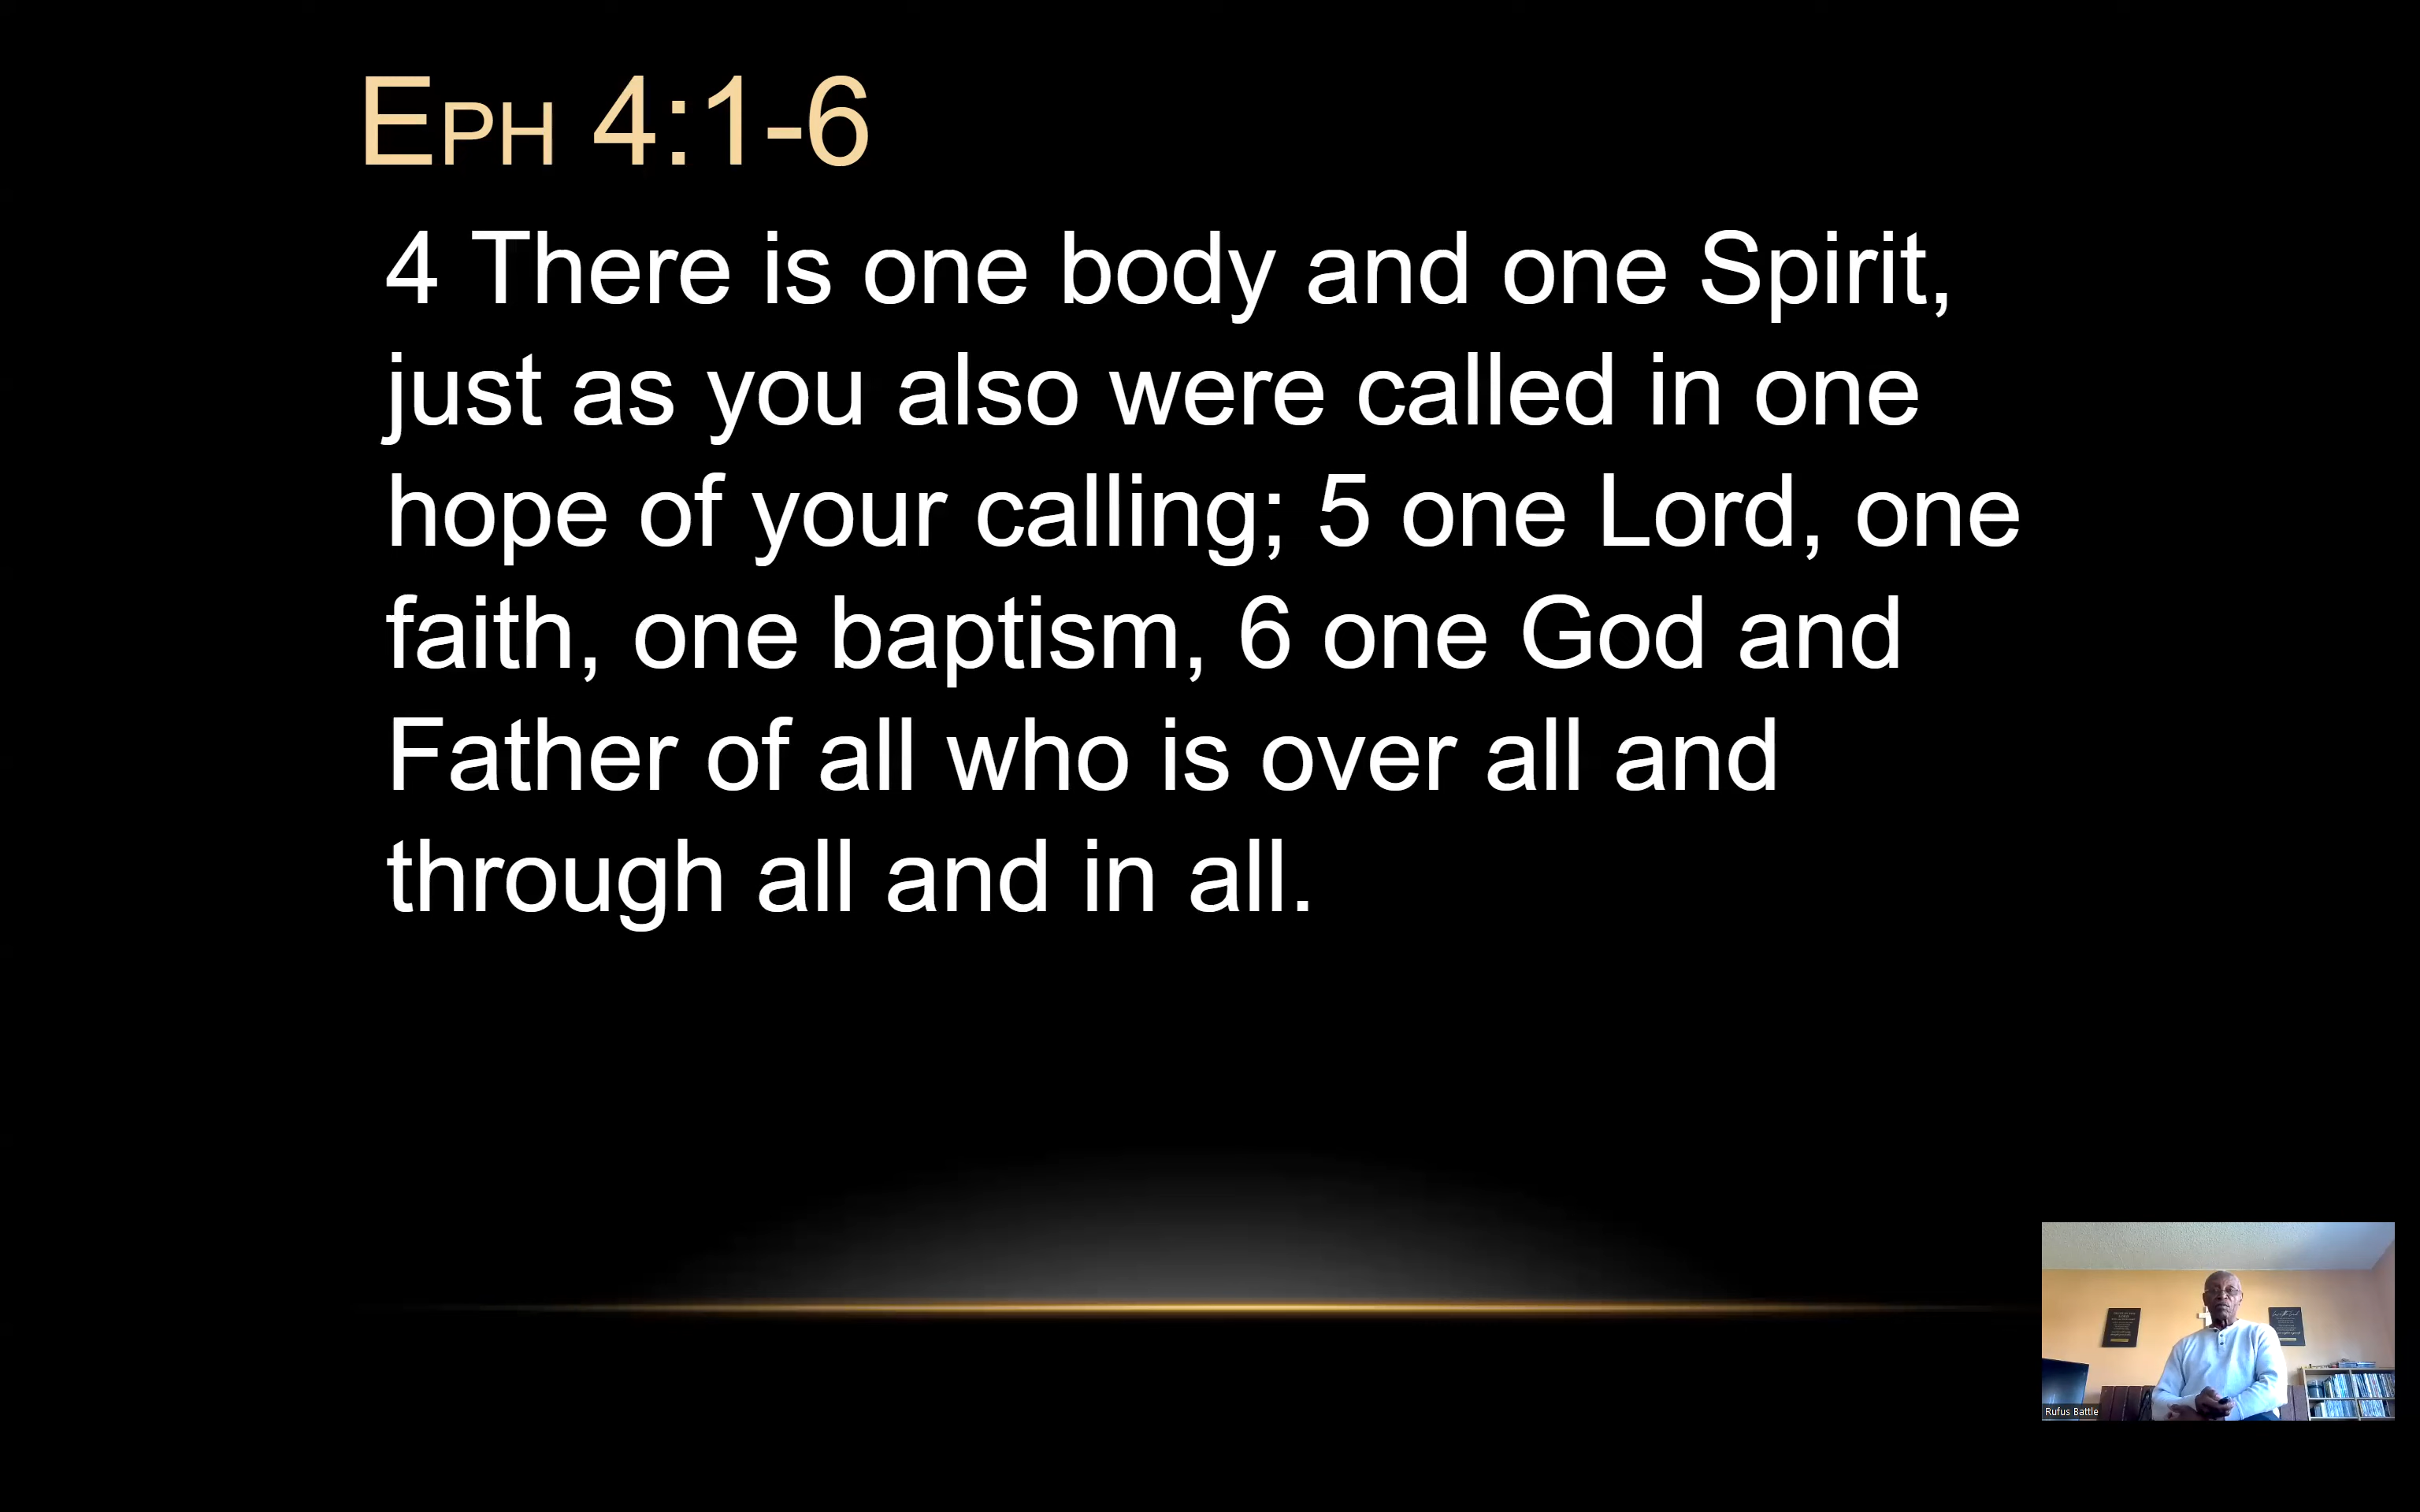 Eph 4:1-6
4 There is one body and one Spirit,
just as you also were called in one
hope of your calling; 5 one Lord, one
faith, one baptism, 6 one God and
Father of all who is over all and
through all and in all.
Rufus Battle